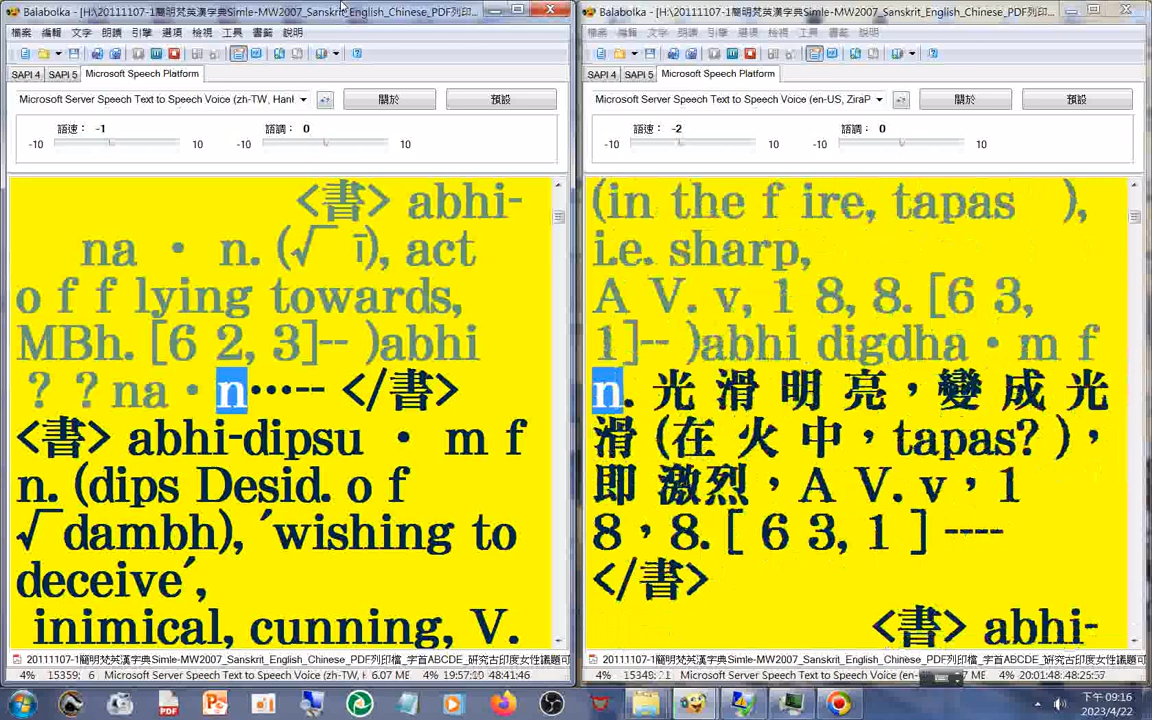 Balabolka - [H:\20111107-1簡明梵英漢字典Simle-MW2007_Sanskrit_English_Chinese_PDF列印...
檔案 編輯 文字 朗讀 引擎 選項 檢視 工具 書籤 說明
SAPI 4 SAPI 5 Microsoft Speech Platform
Microsoft Server Speech Text to Speech Voice (zh-TW, Hanl
關於 預設
語速： -1 語調： 0
-10 10 -10 10
<書> abhi-
na • n. (√ ī), act
o f f lying towards,
MBh. [6 2, 3]-- )abhi
? ? na • n…-- </書>
<書> abhi-dipsu • m f
n. (dips Desid. o f
√ dambh), ´wishing to
deceive´,
inimical, cunning, V.
20111107-1簡明梵英漢字典Simle-MW2007_Sanskrit_English_Chinese_PDF列印檔_字首ABCDE_研究古印度女性議題可
4% 15359: 6 Microsoft Server Speech Text to Speech Voice (zh-TW, H 6.07 MB 4% 19:57:10 48:41:46
Balabolka - [H:\20111107-1簡明梵英漢字典Simle-MW2007_Sanskrit_English_Chinese_PDF列印...
檔案 編輯 文字 朗讀 引擎 選項 檢視 工具 書籤 說明
SAPI 4 SAPI 5 Microsoft Speech Platform
Microsoft Server Speech Text to Speech Voice (en-US, ZiraP
關於 預設
語速： -2 語調： 0
-10 10 -10 10
(in the f ire, tapas ),
i.e. sharp,
A V. v, 1 8, 8. [6 3,
1]-- )abhi digdha • m f
n. 光 滑 明 亮，變 成 光
滑 (在 火 中，tapas? )，
即 激烈，A V. v，1
8，8. [ 6 3, 1 ] ----
</書>
<書> abhi-
20111107-1簡明梵英漢字典Simle-MW2007_Sanskrit_English_Chinese_PDF列印檔_字首ABCDE_研究古印度女性議題可
4% Microsoft Server Speech Text to Speech Voice (en- 4% 20:01:48
下午 09:16
2023/4/22